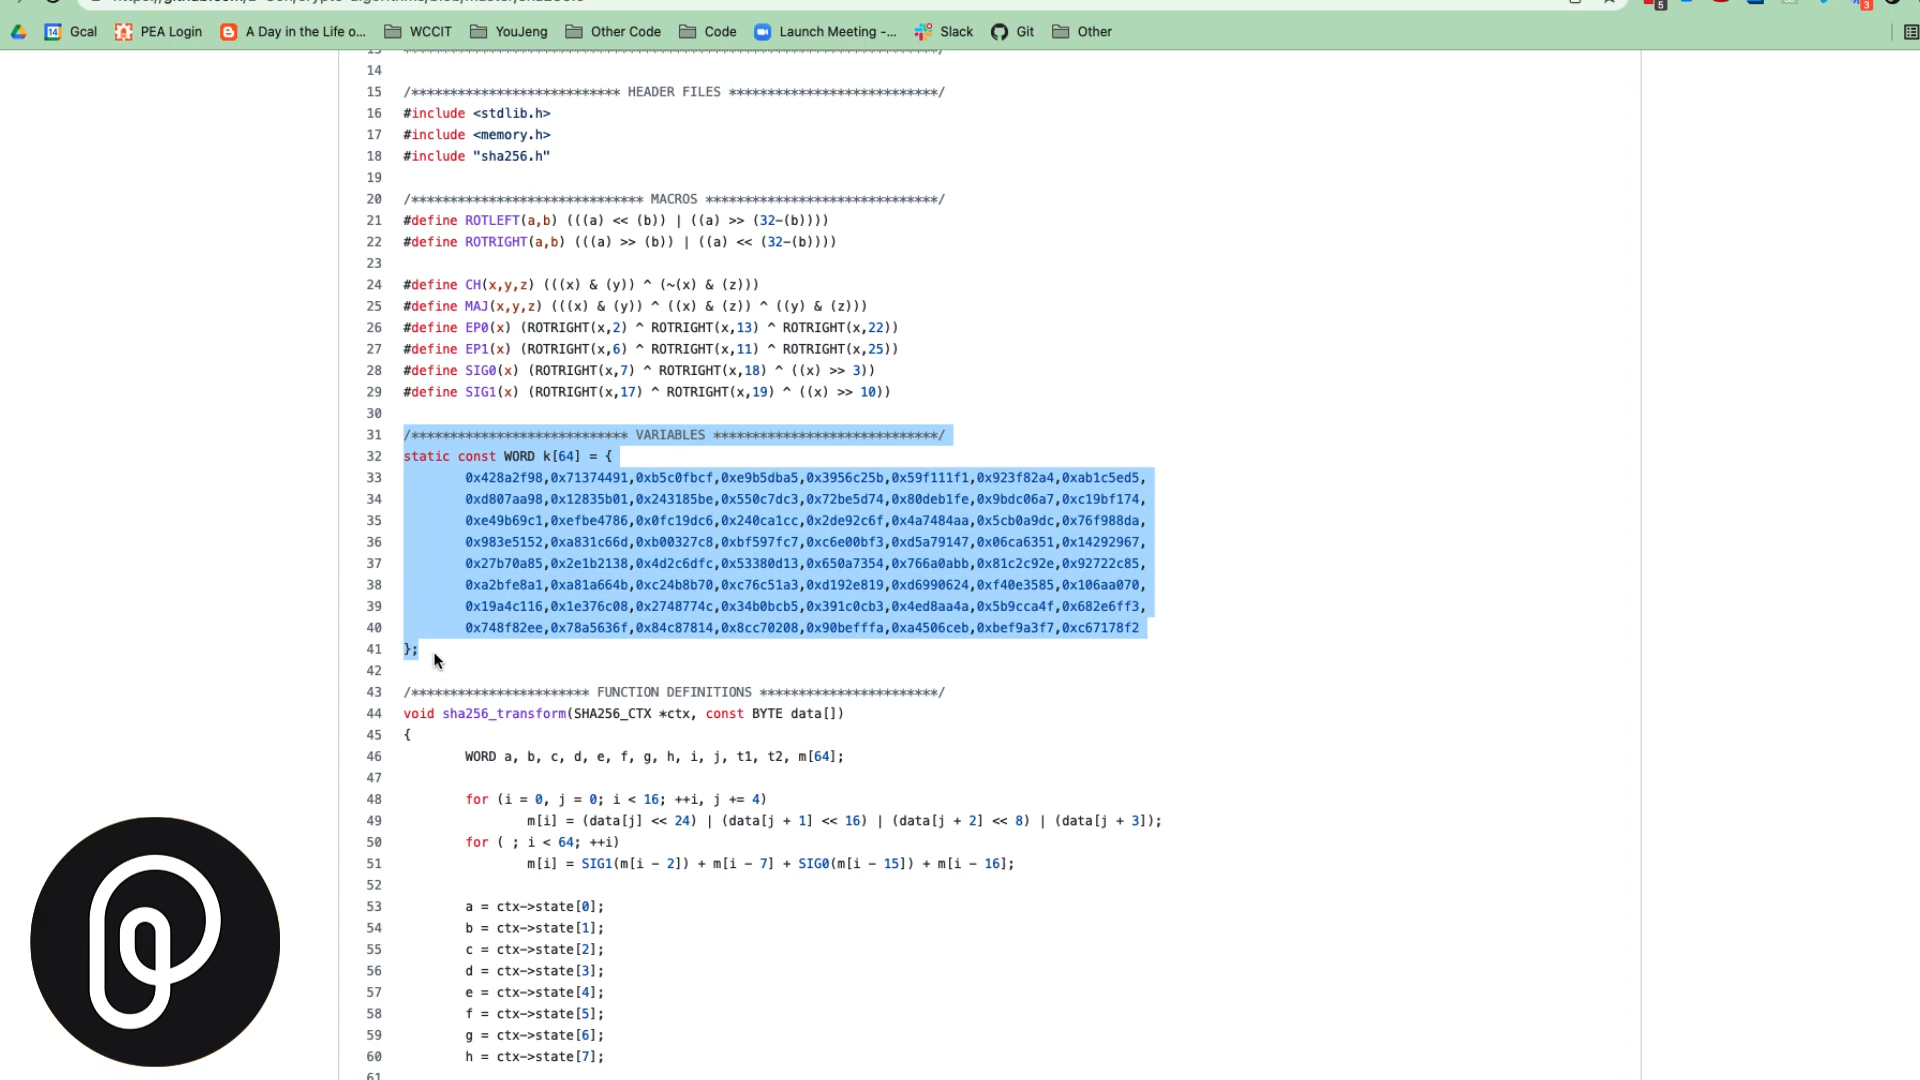 Gcal PEA Login A Day in the Life o... WCCIT YouJeng Other Code Code Launch Meeting -... Slack Git Other
14
15 /*************************** HEADER FILES ***************************/
16 #include <stdlib.h>
17 #include <memory.h>
18 #include "sha256.h"
19
20 /****************************** MACROS ******************************/
21 #define ROTLEFT(a,b) (((a) << (b)) | ((a) >> (32-(b))))
22 #define ROTRIGHT(a,b) (((a) >> (b)) | ((a) << (32-(b))))
23
24 #define CH(x,y,z) (((x) & (y)) ^ (~(x) & (z)))
25 #define MAJ(x,y,z) (((x) & (y)) ^ ((x) & (z)) ^ ((y) & (z)))
26 #define EP0(x) (ROTRIGHT(x,2) ^ ROTRIGHT(x,13) ^ ROTRIGHT(x,22))
27 #define EP1(x) (ROTRIGHT(x,6) ^ ROTRIGHT(x,11) ^ ROTRIGHT(x,25))
28 #define SIG0(x) (ROTRIGHT(x,7) ^ ROTRIGHT(x,18) ^ ((x) >> 3))
29 #define SIG1(x) (ROTRIGHT(x,17) ^ ROTRIGHT(x,19) ^ ((x) >> 10))
30
31 /**************************** VARIABLES *****************************/
32 static const WORD k[64] = {
33 0x428a2f98,0x71374491,0xb5c0fbcf,0xe9b5dba5,0x3956c25b,0x59f111f1,0x923f82a4,0xab1c5ed5,
34 0xd807aa98,0x12835b01,0x243185be,0x550c7dc3,0x72be5d74,0x80deb1fe,0x9bdc06a7,0xc19bf174,
35 0xe49b69c1,0xefbe4786,0x0fc19dc6,0x240ca1cc,0x2de92c6f,0x4a7484aa,0x5cb0a9dc,0x76f988da,
36 0x983e5152,0xa831c66d,0xb00327c8,0xbf597fc7,0xc6e00bf3,0xd5a79147,0x06ca6351,0x14292967,
37 0x27b70a85,0x2e1b2138,0x4d2c6dfc,0x53380d13,0x650a7354,0x766a0abb,0x81c2c92e,0x92722c85,
38 0xa2bfe8a1,0xa81a664b,0xc24b8b70,0xc76c51a3,0xd192e819,0xd6990624,0xf40e3585,0x106aa070,
39 0x19a4c116,0x1e376c08,0x2748774c,0x34b0bcb5,0x391c0cb3,0x4ed8aa4a,0x5b9cca4f,0x682e6ff3,
40 0x748f82ee,0x78a5636f,0x84c87814,0x8cc70208,0x90befffa,0xa4506ceb,0xbef9a3f7,0xc67178f2
41 };
42
43 /*********************** FUNCTION DEFINITIONS ***********************/
44 void sha256_transform(SHA256_CTX *ctx, const BYTE data[])
45 {
46 WORD a, b, c, d, e, f, g, h, i, j, t1, t2, m[64];
47
48 for (i = 0, j = 0; i < 16; ++i, j += 4)
49 m[i] = (data[j] << 24) | (data[j + 1] << 16) | (data[j + 2] << 8) | (data[j + 3]);
50 for ( ; i < 64; ++i)
51 m[i] = SIG1(m[i - 2]) + m[i - 7] + SIG0(m[i - 15]) + m[i - 16];
52
53 a = ctx->state[0];
54 b = ctx->state[1];
55 c = ctx->state[2];
56 d = ctx->state[3];
57 e = ctx->state[4];
58 f = ctx->state[5];
59 g = ctx->state[6];
60 h = ctx->state[7];
61